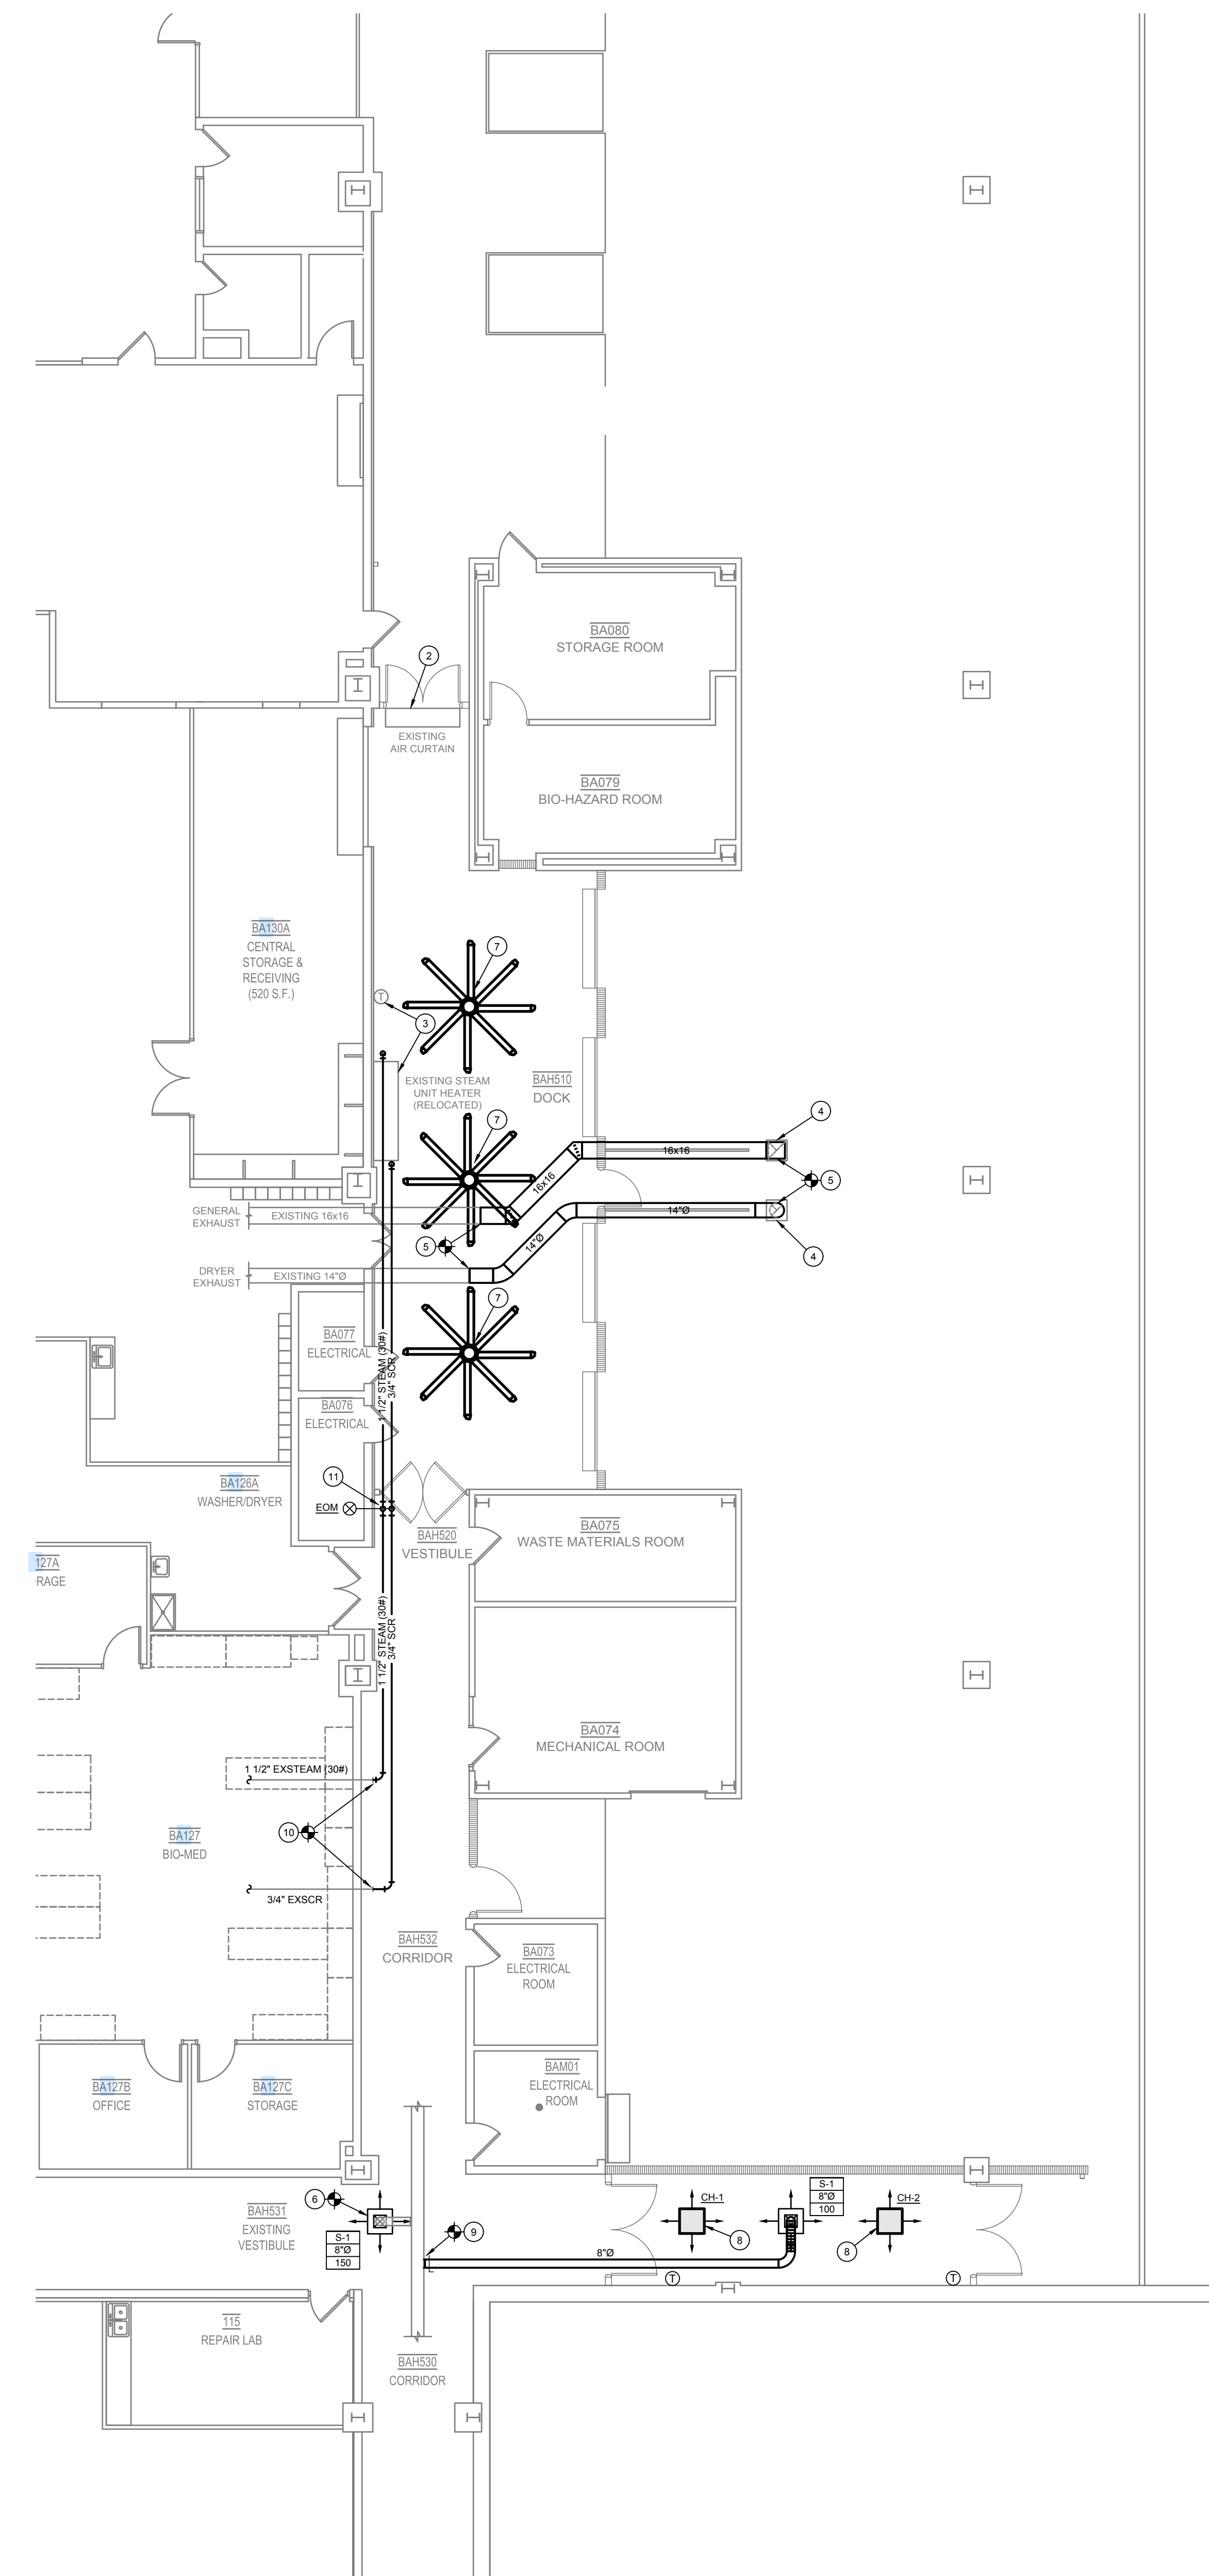 BA080
STORAGE ROOM
2
EXISTING
AIR CURTAIN
BA079
BIO-HAZARD ROOM
BA130A
CENTRAL
STORAGE &
RECEIVING
(520 S.F.)
7
T
3
EXISTING STEAM
UNIT HEATER
(RELOCATED)
BAH510
DOCK
7
4
16x16
16x16
5
GENERAL
EXHAUST
EXISTING 16x16
14"Ø
14"Ø
5
4
DRYER
EXHAUST
EXISTING 14"Ø
7
BA077
ELECTRICAL
1 1/2" STEAM (30#)
3/4" SCR
BA076
ELECTRICAL
11
EOM
BA126A
WASHER/DRYER
BAH520
VESTIBULE
BA075
WASTE MATERIALS ROOM
127A
RAGE
1 1/2" STEAM (30#)
3/4" SCR
BA074
MECHANICAL ROOM
1 1/2" EXSTEAM (30#)
10
BA127
BIO-MED
3/4" EXSCR
BAH532
CORRIDOR
BA073
ELECTRICAL
ROOM
BAM01
ELECTRICAL
ROOM
BA127B
OFFICE
BA127C
STORAGE
6
BAH531
EXISTING
VESTIBULE
S-1
8"Ø
150
9
8"Ø
CH-1
8
S-1
8"Ø
100
CH-2
8
T
T
115
REPAIR LAB
BAH530
CORRIDOR